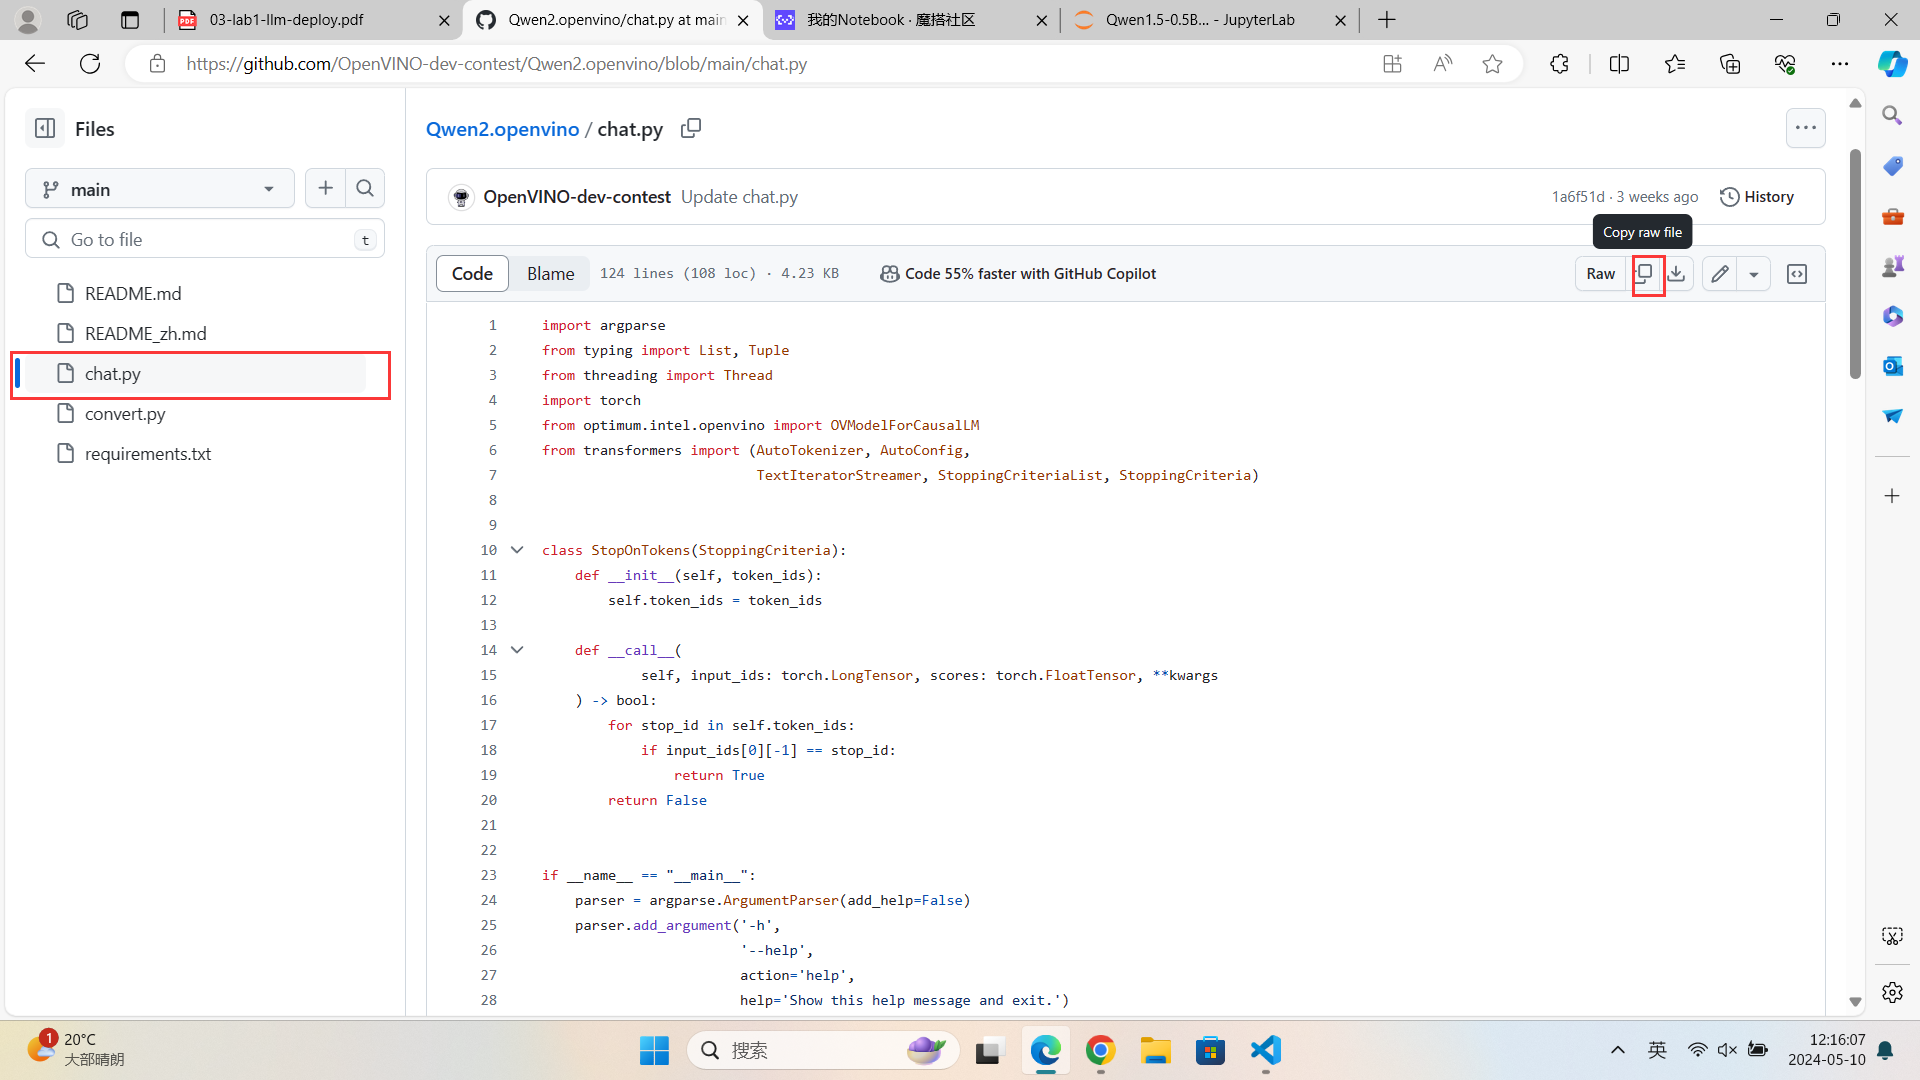 03-lab1-llm-deploy.pdf
Qwen2.openvino/chat.py at main
我的Notebook · 魔搭社区
Qwen1.5-0.5B... - JupyterLab
https://github.com/OpenVINO-dev-contest/Qwen2.openvino/blob/main/chat.py
Files
main
Go to file
t
README.md
README_zh.md
chat.py
convert.py
requirements.txt
Qwen2.openvino / chat.py
OpenVINO-dev-contest Update chat.py
1a6f51d · 3 weeks ago
History
Copy raw file
Code
Blame
124 lines (108 loc) · 4.23 KB
Code 55% faster with GitHub Copilot
Raw
1 import argparse
2 from typing import List, Tuple
3 from threading import Thread
4 import torch
5 from optimum.intel.openvino import OVModelForCausalLM
6 from transformers import (AutoTokenizer, AutoConfig,
7 TextIteratorStreamer, StoppingCriteriaList, StoppingCriteria)
8
9
10 class StopOnTokens(StoppingCriteria):
11 def __init__(self, token_ids):
12 self.token_ids = token_ids
13
14 def __call__(
15 self, input_ids: torch.LongTensor, scores: torch.FloatTensor, **kwargs
16 ) -> bool:
17 for stop_id in self.token_ids:
18 if input_ids[0][-1] == stop_id:
19 return True
20 return False
21
22
23 if __name__ == "__main__":
24 parser = argparse.ArgumentParser(add_help=False)
25 parser.add_argument('-h',
26 '--help',
27 action='help',
28 help='Show this help message and exit.')
1
20°C
大部晴朗
搜索
英
12:16:07
2024-05-10